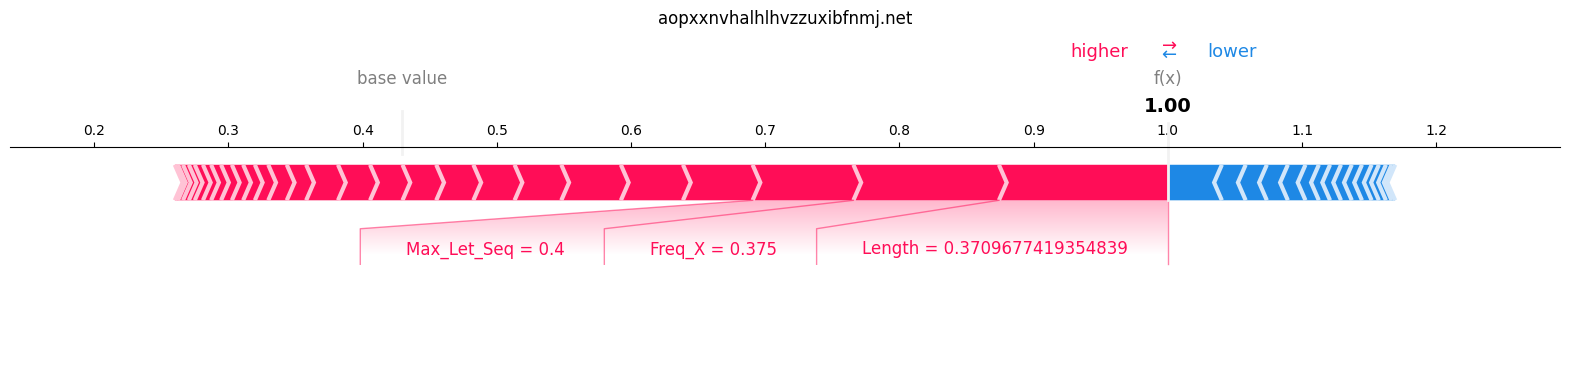 aopxxnvhalhlhvzzuxibfnmj.net
higher → ← lower
base value f(x)
1.00
0.2 0.3 0.4 0.5 0.6 0.7 0.8 0.9 1.0 1.1 1.2
Max_Let_Seq = 0.4 Freq_X = 0.375 Length = 0.3709677419354839